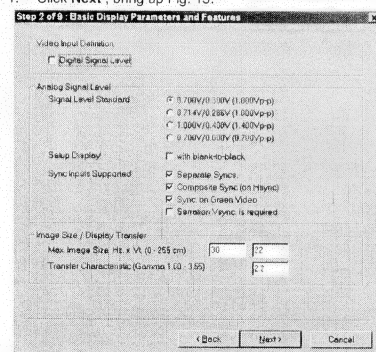 Click Next , bring up Fig. 15.
Step 2 of 9 : Basic Display Parameters and Features
Video Input Definition
Digital Signal Level
Analog Signal Level
Signal Level Standard
0.700V/0.300V (1.000Vp-p)
0.714V/0.286V (1.000Vp-p)
1.000V/0.400V (1.400Vp-p)
0.700V/0.000V (0.700Vp-p)
Setup Display
with blank-to-black
Sync Inputs Supported
Separate Syncs.
Composite Sync (on Hsync)
Sync on Green Video
Serration Vsync. is required
Image Size / Display Transfer
Max. Image Size Hz. x Vt. (0 - 255 cm) 30 22
Transfer Characteristic (Gamma 1.00 - 3.55) 2.2
< Back Next > Cancel